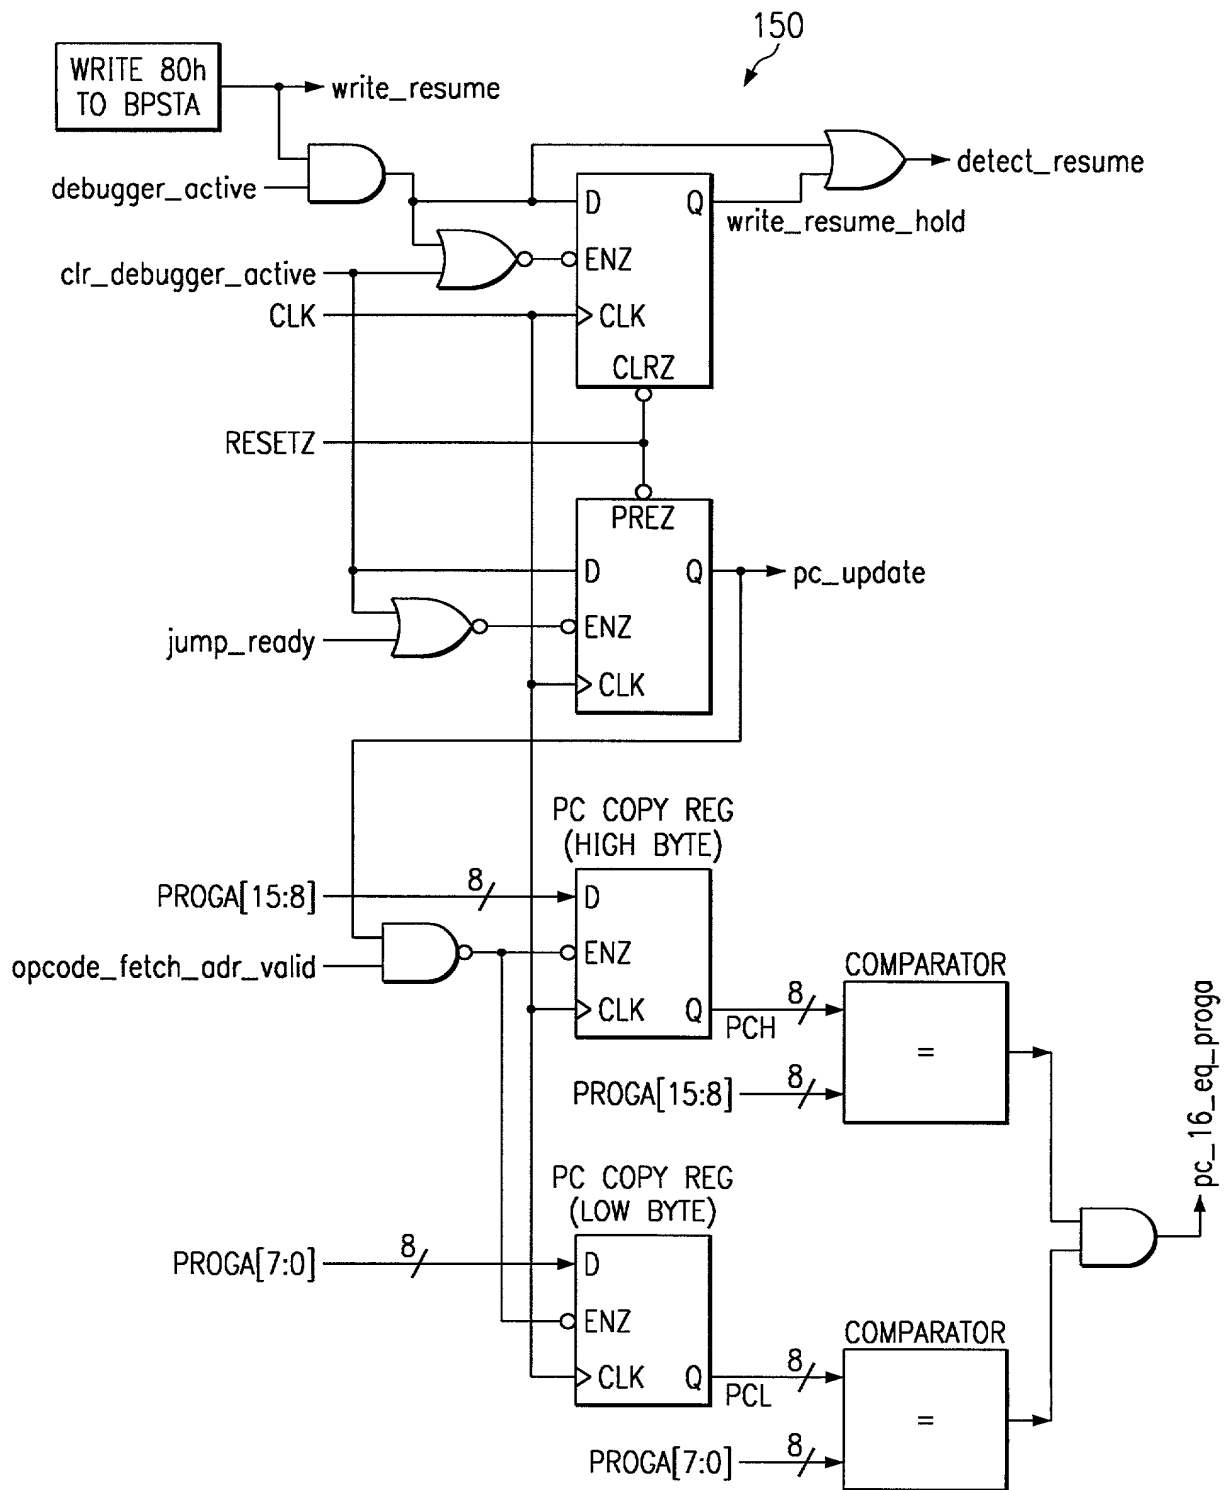 150
WRITE 80h
TO BPSTA
write_resume
debugger_active
D
Q
detect_resume
write_resume_hold
ENZ
clr_debugger_active
CLK
CLK
CLRZ
RESETZ
PREZ
D
Q
pc_update
ENZ
jump_ready
CLK
PC COPY REG
(HIGH BYTE)
PROGA[15:8]
8
D
opcode_fetch_adr_valid
ENZ
CLK
Q
PCH
8
COMPARATOR
=
PROGA[15:8]
8
pc_16_eq_proga
PC COPY REG
(LOW BYTE)
PROGA[7:0]
8
D
ENZ
CLK
Q
PCL
8
COMPARATOR
=
PROGA[7:0]
8